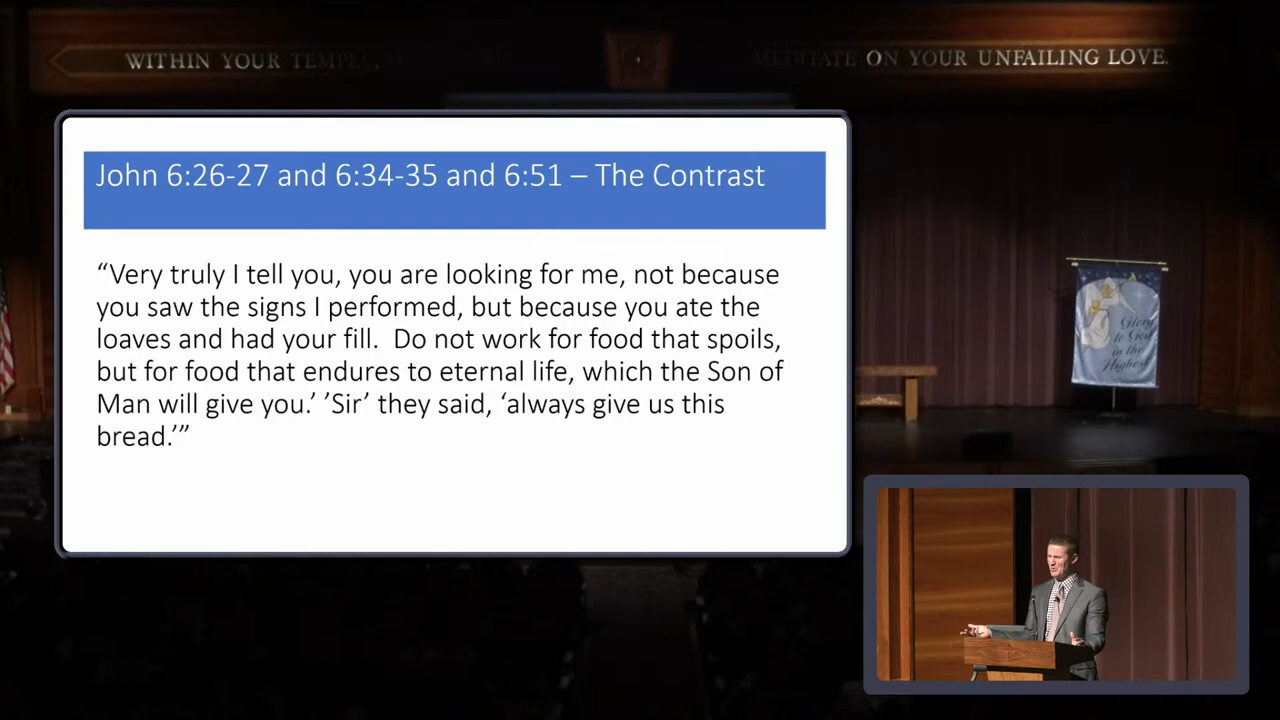 WITHIN YOUR TEMPLE,
MEDITATE ON YOUR UNFAILING LOVE.
John 6:26-27 and 6:34-35 and 6:51 – The Contrast
“Very truly I tell you, you are looking for me, not because
you saw the signs I performed, but because you ate the
loaves and had your fill.  Do not work for food that spoils,
but for food that endures to eternal life, which the Son of
Man will give you.’ ’Sir’ they said, ‘always give us this
bread.’”
Glory
to God
in the
Highest